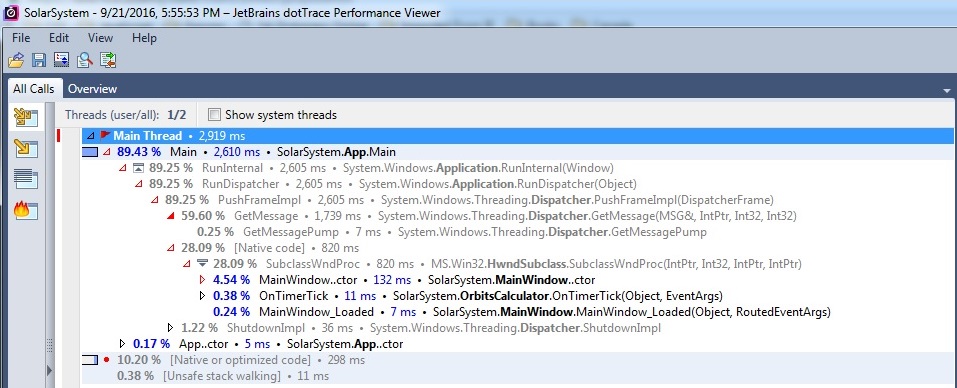 SolarSystem - 9/21/2016, 5:55:53 PM – JetBrains dotTrace Performance Viewer
File Edit View Help
All Calls Overview
Threads (user/all): 1/2 Show system threads
Main Thread • 2,919 ms
89.43 % Main • 2,610 ms • SolarSystem.App.Main
89.25 % RunInternal • 2,605 ms • System.Windows.Application.RunInternal(Window)
89.25 % RunDispatcher • 2,605 ms • System.Windows.Application.RunDispatcher(Object)
89.25 % PushFrameImpl • 2,605 ms • System.Windows.Threading.Dispatcher.PushFrameImpl(DispatcherFrame)
59.60 % GetMessage • 1,739 ms • System.Windows.Threading.Dispatcher.GetMessage(MSG&, IntPtr, Int32, Int32)
0.25 % GetMessagePump • 7 ms • System.Windows.Threading.Dispatcher.GetMessagePump
28.09 % [Native code] • 820 ms
28.09 % SubclassWndProc • 820 ms • MS.Win32.HwndSubclass.SubclassWndProc(IntPtr, Int32, IntPtr, IntPtr)
4.54 % MainWindow..ctor • 132 ms • SolarSystem.MainWindow..ctor
0.38 % OnTimerTick • 11 ms • SolarSystem.OrbitsCalculator.OnTimerTick(Object, EventArgs)
0.24 % MainWindow_Loaded • 7 ms • SolarSystem.MainWindow.MainWindow_Loaded(Object, RoutedEventArgs)
1.22 % ShutdownImpl • 36 ms • System.Windows.Threading.Dispatcher.ShutdownImpl
0.17 % App..ctor • 5 ms • SolarSystem.App..ctor
10.20 % [Native or optimized code] • 298 ms
0.38 % [Unsafe stack walking] • 11 ms